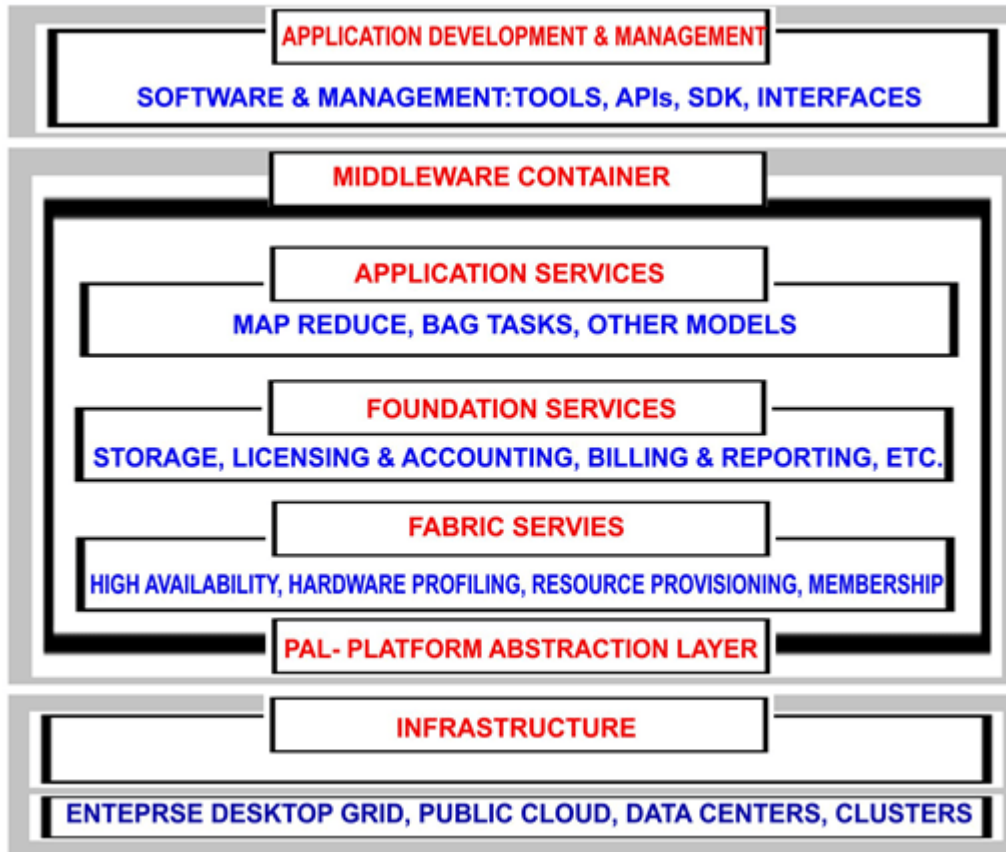 APPLICATION DEVELOPMENT & MANAGEMENT
SOFTWARE & MANAGEMENT:TOOLS, APIs, SDK, INTERFACES
MIDDLEWARE CONTAINER
APPLICATION SERVICES
MAP REDUCE, BAG TASKS, OTHER MODELS
FOUNDATION SERVICES
STORAGE, LICENSING & ACCOUNTING, BILLING & REPORTING, ETC.
FABRIC SERVIES
HIGH AVAILABILITY, HARDWARE PROFILING, RESOURCE PROVISIONING, MEMBERSHIP
PAL- PLATFORM ABSTRACTION LAYER
INFRASTRUCTURE
ENTEPRSE DESKTOP GRID, PUBLIC CLOUD, DATA CENTERS, CLUSTERS